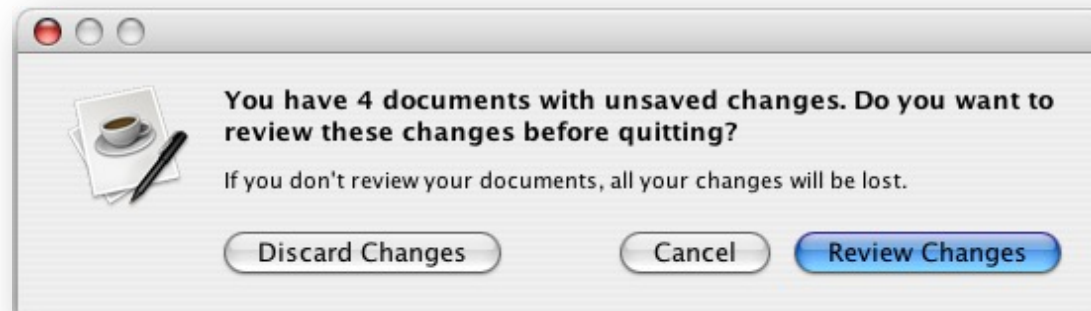 You have 4 documents with unsaved changes. Do you want to
review these changes before quitting?
If you don't review your documents, all your changes will be lost.
Discard Changes
Cancel
Review Changes